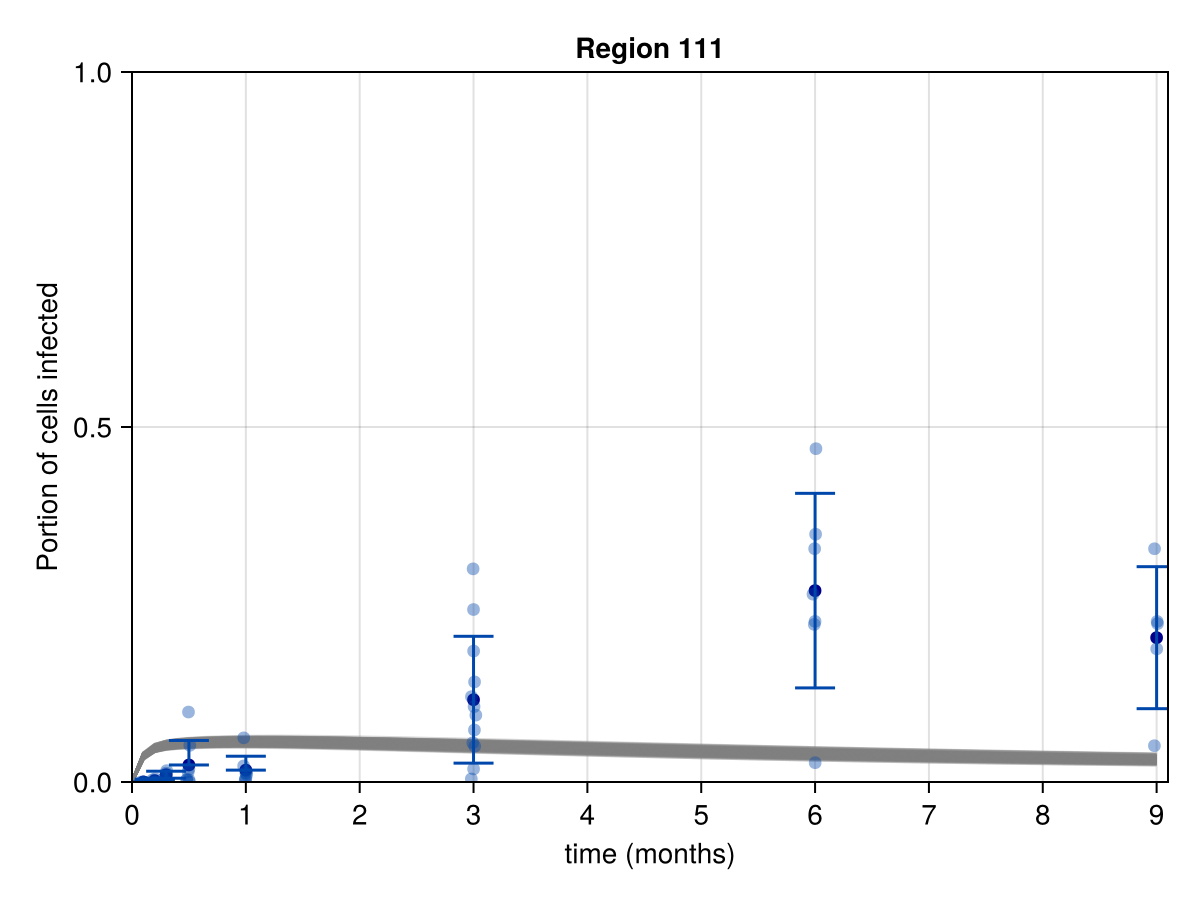 Region 111
1.0
0.5
0.0
Portion of cells infected
0 1 2 3 4 5 6 7 8 9
time (months)